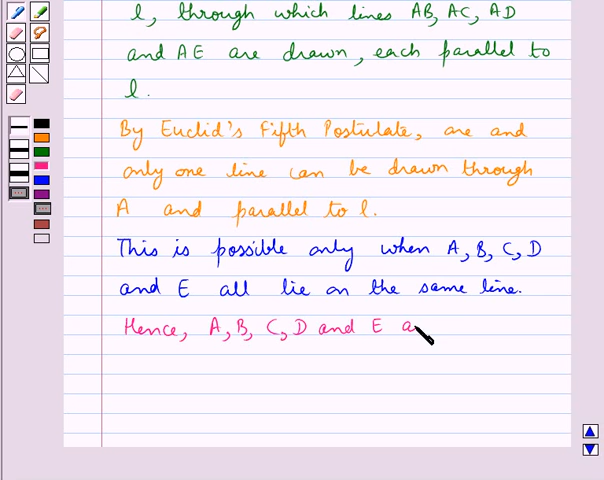 l, through which lines AB, AC, AD
and AE are drawn, each parallel to
l.
By Euclid's Fifth Postulate, are and
only one line can be drawn through
A and parallel to l.
This is possible only when A, B, C, D
and E all lie on the same line.
Hence, A, B, C, D and E a